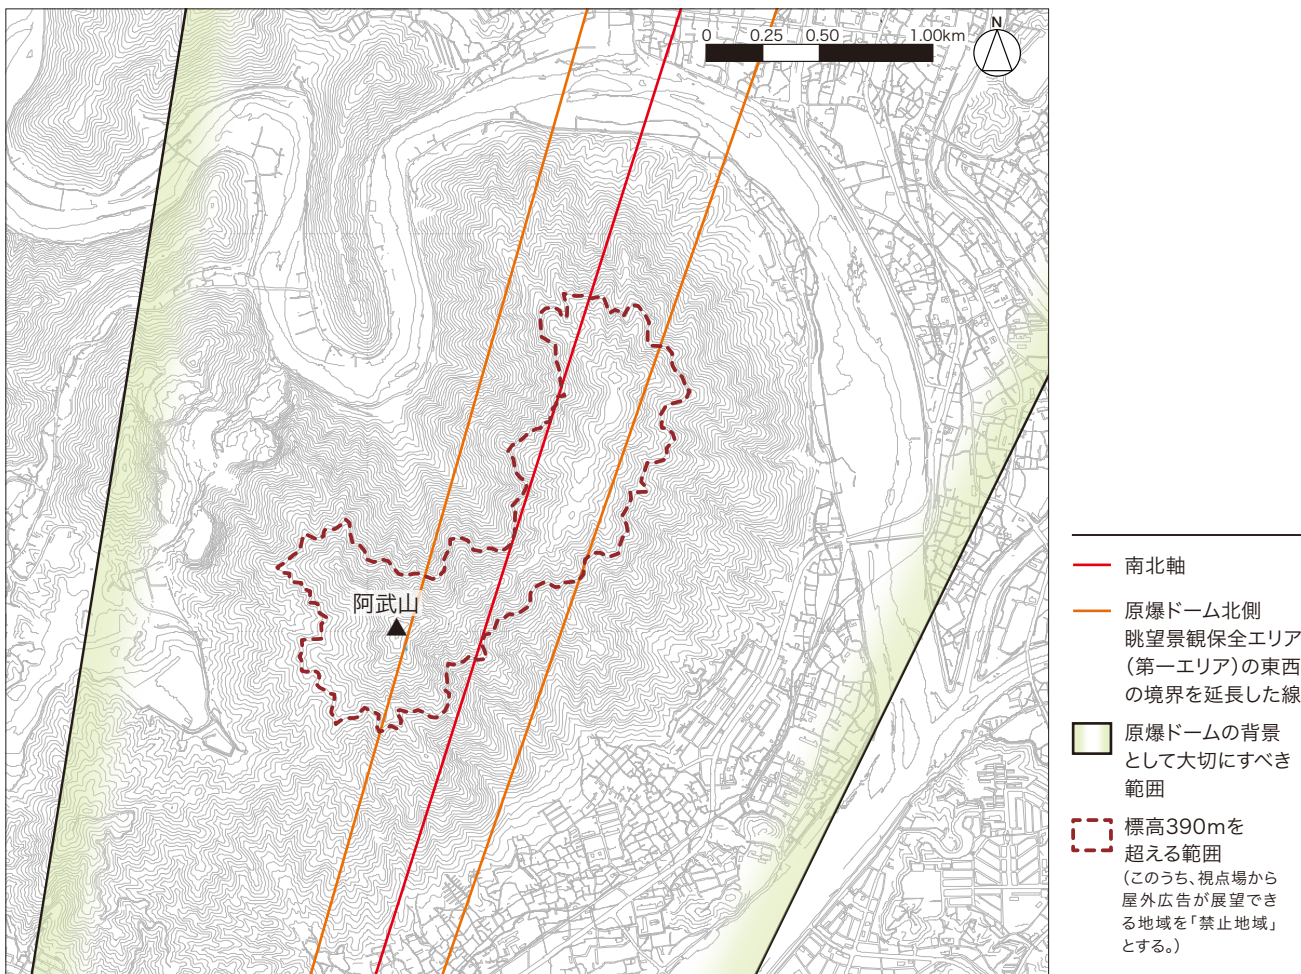 N
0 0.25 0.50 1.00km
阿武山
南北軸
原爆ドーム北側
眺望景観保全エリア
(第一エリア)の東西
の境界を延長した線
原爆ドームの背景
として大切にすべき
範囲
標高390mを
超える範囲
(このうち、視点場から
屋外広告が展望でき
る地域を「禁止地域」
とする。)